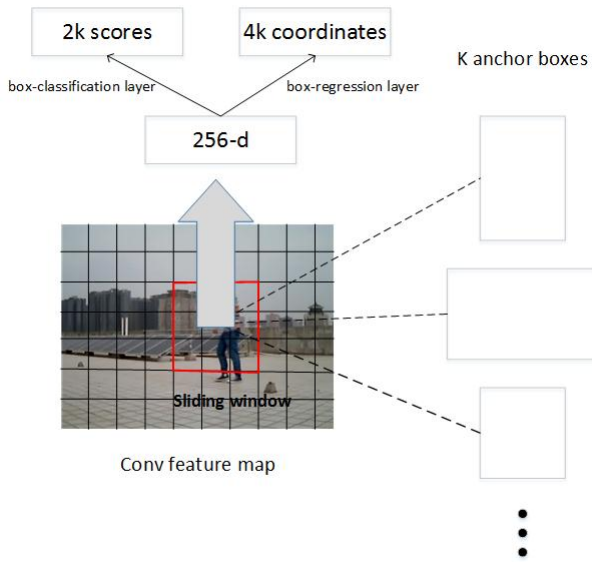 2k scores
4k coordinates
K anchor boxes
box-classification layer
box-regression layer
256-d
Sliding window
Conv feature map